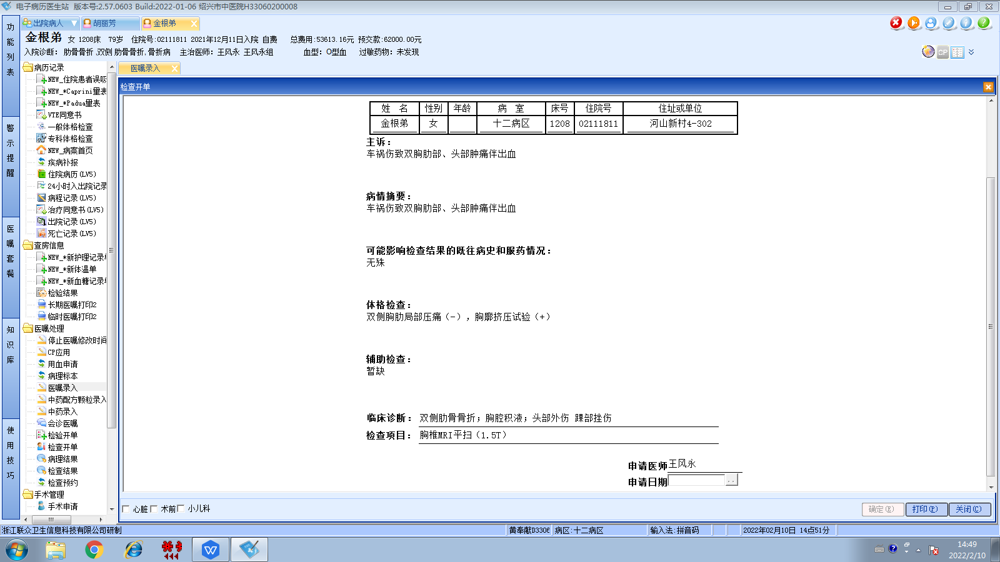 电子病历医生站 版本号:2.57.0603 Build:2022-01-06 绍兴市中医院H33060200008
功能列表
警示提醒
医嘱套餐
知识库
使用技巧
出院病人
胡丽芳
金根弟
金根弟 女 1208床 79岁 住院号:02111811 2021年12月11日入院 自费 总费用:53613.16元 预交款:62000.00元
入院诊断: 肋骨骨折 ,双侧 肋骨骨折, 骨折病 主治医师: 王风永 王风永组 血型: O型血 过敏药物: 未发现
CP
病历记录
NEW_住院患者误吸
NEW_*Caprini量表
NEW_*Padua量表
VTE同意书
一般体格检查
专科体格检查
NEW_病案首页
疾病补报
住院病历(LV5)
24小时入出院记录
病程记录(LV5)
治疗同意书(LV5)
出院记录(LV5)
死亡记录(LV5)
查房信息
NEW_*新护理记录单
NEW_*新体温单
NEW_*新血糖记录单
检验结果
长期医嘱打印2
临时医嘱打印2
医嘱处理
停止医嘱修改时间
CP应用
用血申请
病理标本
医嘱录入
中药配方颗粒录入
中药录入
会诊医嘱
检验开单
检查开单
病理结果
检查结果
检查预约
手术管理
手术申请
医嘱录入
检查开单
姓 名 性别 年龄 病 室 床号 住院号 住址或单位
金根弟 女 十二病区 1208 02111811 河山新村4-302
主诉:
车祸伤致双胸肋部、头部肿痛伴出血
病情摘要:
车祸伤致双胸肋部、头部肿痛伴出血
可能影响检查结果的既往病史和服药情况:
无殊
体格检查:
双侧胸肋局部压痛（-），胸廓挤压试验（+）
辅助检查:
暂缺
临床诊断: 双侧肋骨骨折；胸腔积液；头部外伤 踝部挫伤
检查项目: 胸椎MRI平扫（1.5T）
申请医师王风永
申请日期 ..
心脏 术前 小儿科
确定(E) 打印(P) 关闭(C)
浙江联众卫生信息科技有限公司研制 黄奉献D3306 病区:十二病区 输入法:拼音码 2022年02月10日 14点51分
14:49
2022/2/10